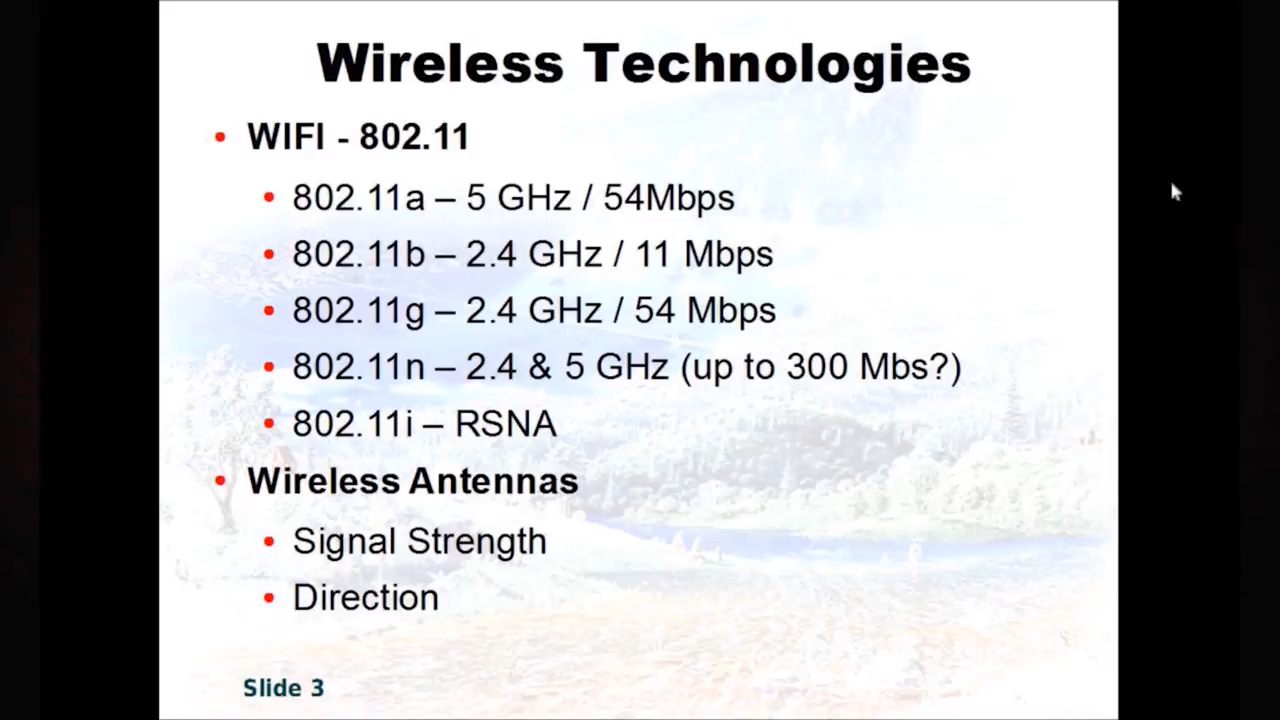 Wireless Technologies
• WIFI - 802.11
• 802.11a – 5 GHz / 54Mbps
• 802.11b – 2.4 GHz / 11 Mbps
• 802.11g – 2.4 GHz / 54 Mbps
• 802.11n – 2.4 & 5 GHz (up to 300 Mbs?)
• 802.11i – RSNA
• Wireless Antennas
• Signal Strength
• Direction
Slide 3